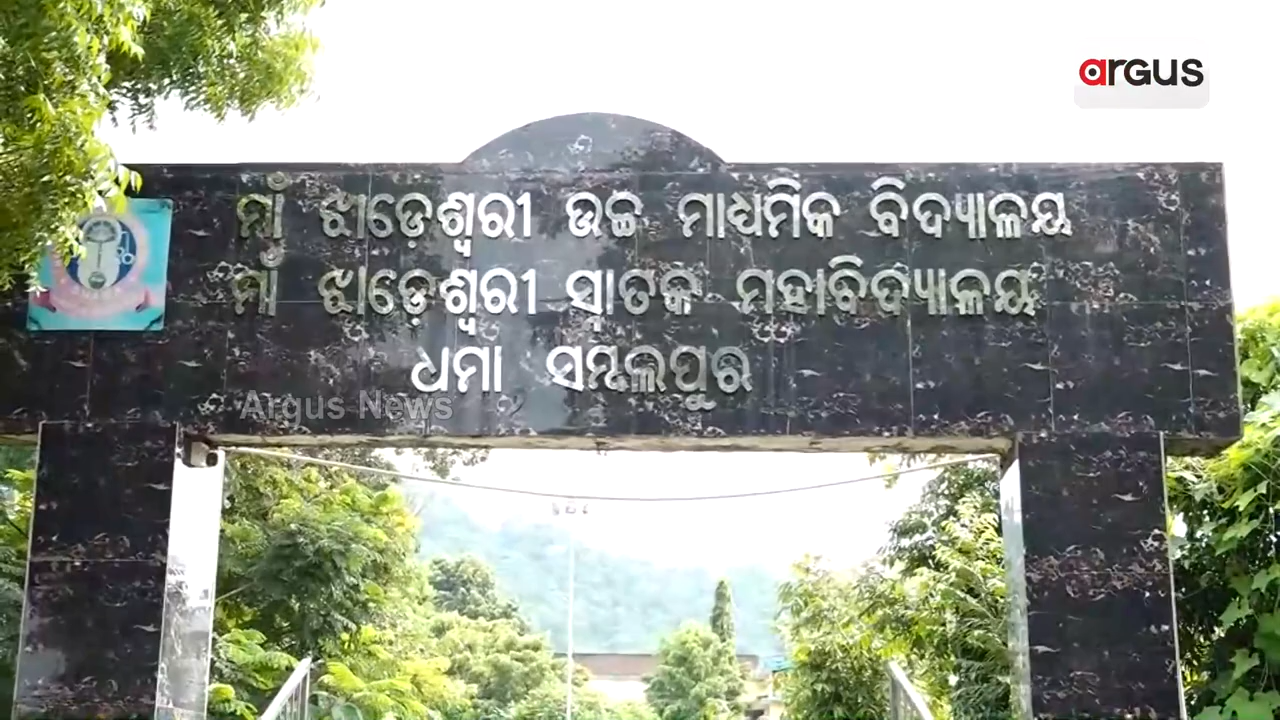 argus
ମାଁ ଝାଡ଼େଶ୍ୱରୀ ଉଚ୍ଚ ମାଧ୍ୟମିକ ବିଦ୍ୟାଳୟ
ମାଁ ଝାଡ଼େଶ୍ୱରୀ ସ୍ନାତକ ମହାବିଦ୍ୟାଳୟ
ଧମା ସମ୍ବଲପୁର
Argus News